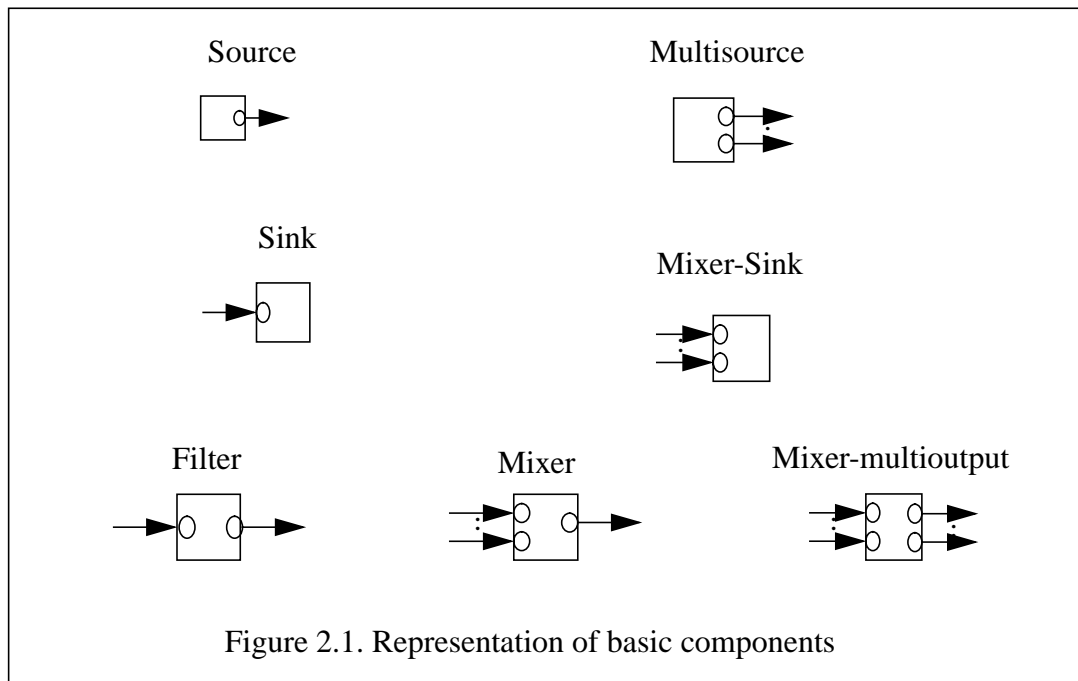 Source
Multisource
Sink
Mixer-Sink
Filter
Mixer
Mixer-multioutput
Figure 2.1. Representation of basic components